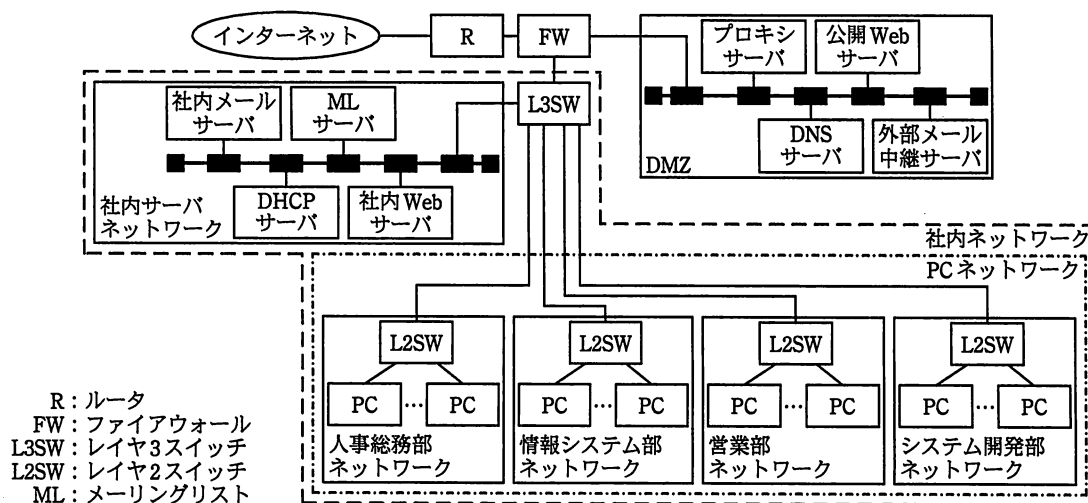 インターネット
R
FW
プロキシ
サーバ
公開Web
サーバ
DNS
サーバ
外部メール
中継サーバ
DMZ
L3SW
社内メール
サーバ
ML
サーバ
DHCP
サーバ
社内Web
サーバ
社内サーバ
ネットワーク
社内ネットワーク
PCネットワーク
L2SW
PC
…
PC
人事総務部
ネットワーク
L2SW
PC
…
PC
情報システム部
ネットワーク
L2SW
PC
…
PC
営業部
ネットワーク
L2SW
PC
…
PC
システム開発部
ネットワーク
R：ルータ
FW：ファイアウォール
L3SW：レイヤ3スイッチ
L2SW：レイヤ2スイッチ
ML：メーリングリスト